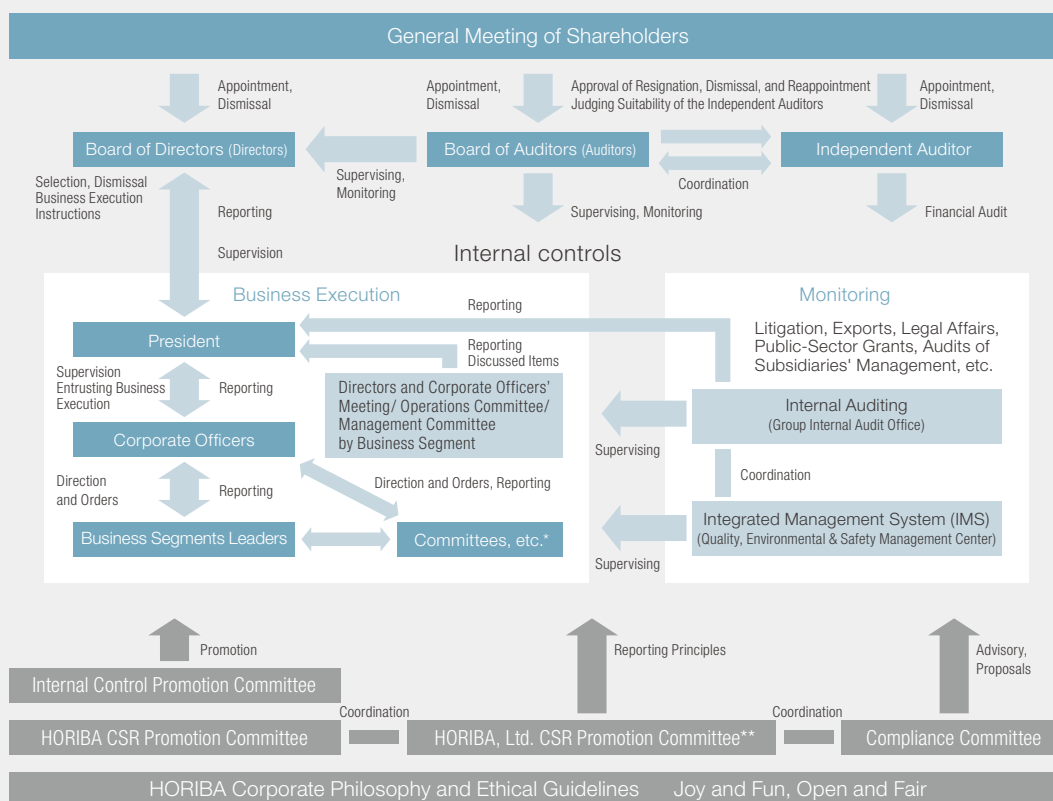 General Meeting of Shareholders
Appointment,
Dismissal
Appointment,
Dismissal
Approval of Resignation, Dismissal, and Reappointment
Judging Suitability of the Independent Auditors
Appointment,
Dismissal
Board of Directors (Directors)
Board of Auditors (Auditors)
Independent Auditor
Supervising,
Monitoring
Coordination
Selection, Dismissal
Business Execution
Instructions
Reporting
Supervision
Supervising, Monitoring
Financial Audit
Internal controls
Business Execution
Reporting
Monitoring
President
Reporting
Discussed Items
Litigation, Exports, Legal Affairs,
Public-Sector Grants, Audits of
Subsidiaries' Management, etc.
Supervision
Entrusting Business
Execution
Reporting
Directors and Corporate Officers'
Meeting/ Operations Committee/
Management Committee
by Business Segment
Internal Auditing
(Group Internal Audit Office)
Supervising
Corporate Officers
Direction
and Orders
Reporting
Direction and Orders, Reporting
Coordination
Business Segments Leaders
Committees, etc.*
Integrated Management System (IMS)
(Quality, Environmental & Safety Management Center)
Supervising
Promotion
Reporting Principles
Advisory,
Proposals
Internal Control Promotion Committee
Coordination
Coordination
HORIBA CSR Promotion Committee
HORIBA, Ltd. CSR Promotion Committee**
Compliance Committee
HORIBA Corporate Philosophy and Ethical Guidelines Joy and Fun, Open and Fair